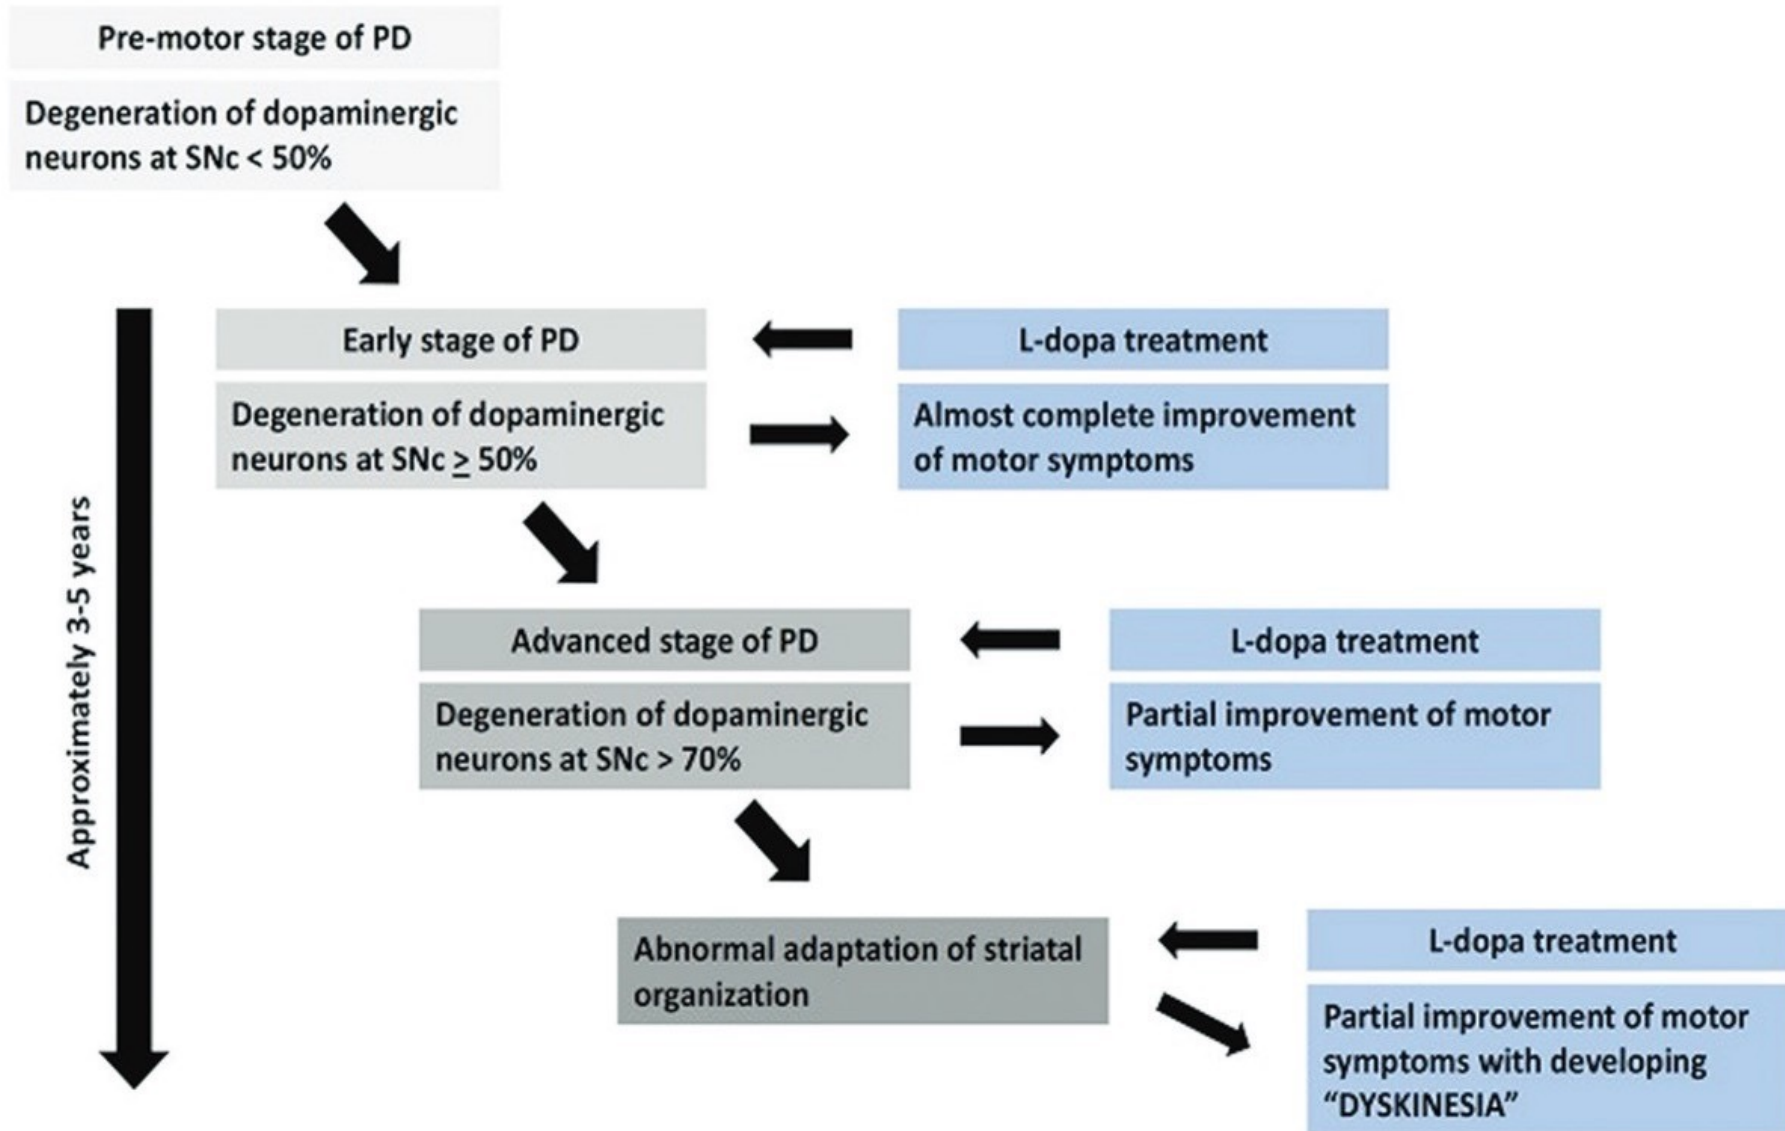 Pre-motor stage of PD
Degeneration of dopaminergic
neurons at SNc < 50%
Early stage of PD
L-dopa treatment
Degeneration of dopaminergic
neurons at SNc ≥ 50%
Almost complete improvement
of motor symptoms
Approximately 3-5 years
Advanced stage of PD
L-dopa treatment
Degeneration of dopaminergic
neurons at SNc > 70%
Partial improvement of motor
symptoms
Abnormal adaptation of striatal
organization
L-dopa treatment
Partial improvement of motor
symptoms with developing
“DYSKINESIA”